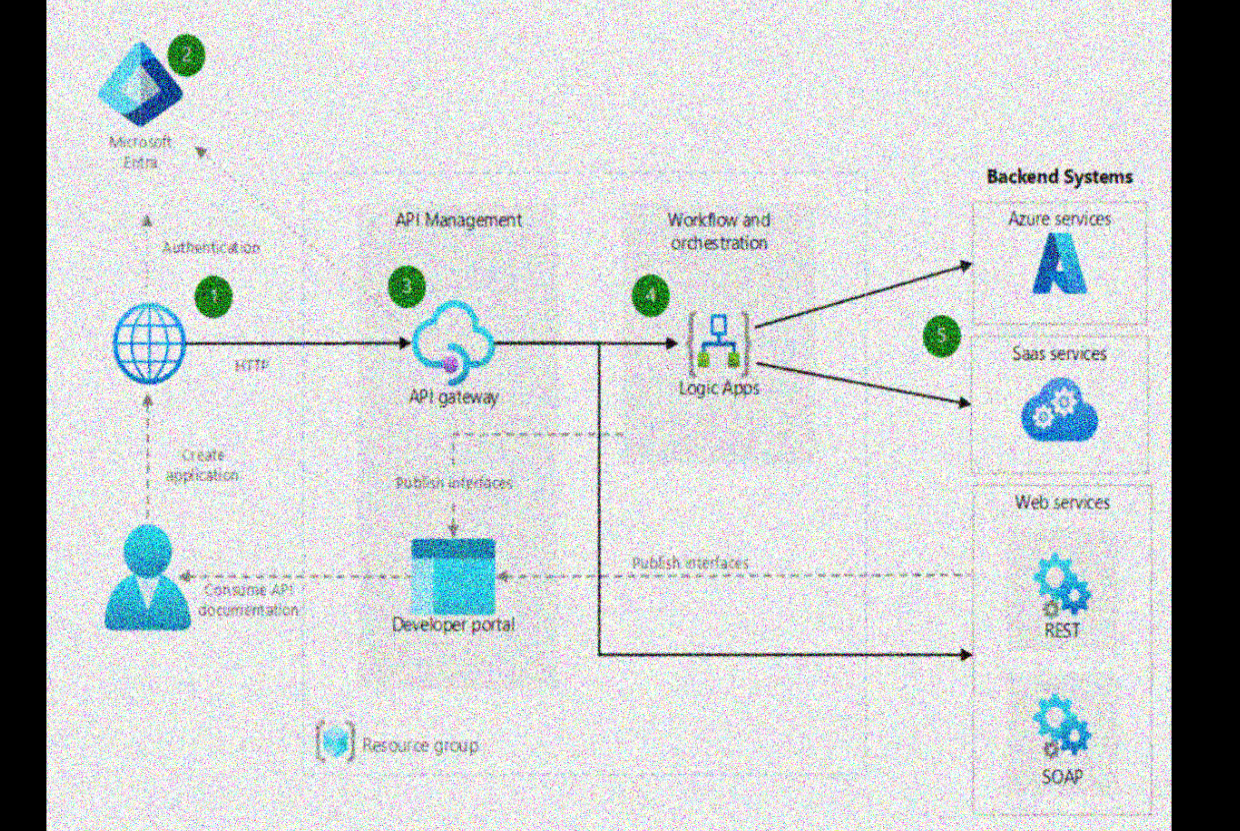 2
Microsoft
Entra
Backend Systems
API Management
Workflow and
orchestration
Azure services
Authentication
1
3
4
5
HTTP
API gateway
Logic Apps
Saas services
Create
application
Publish interfaces
Web services
Publish interfaces
Consume API
documentation
Developer portal
REST
Resource group
SOAP